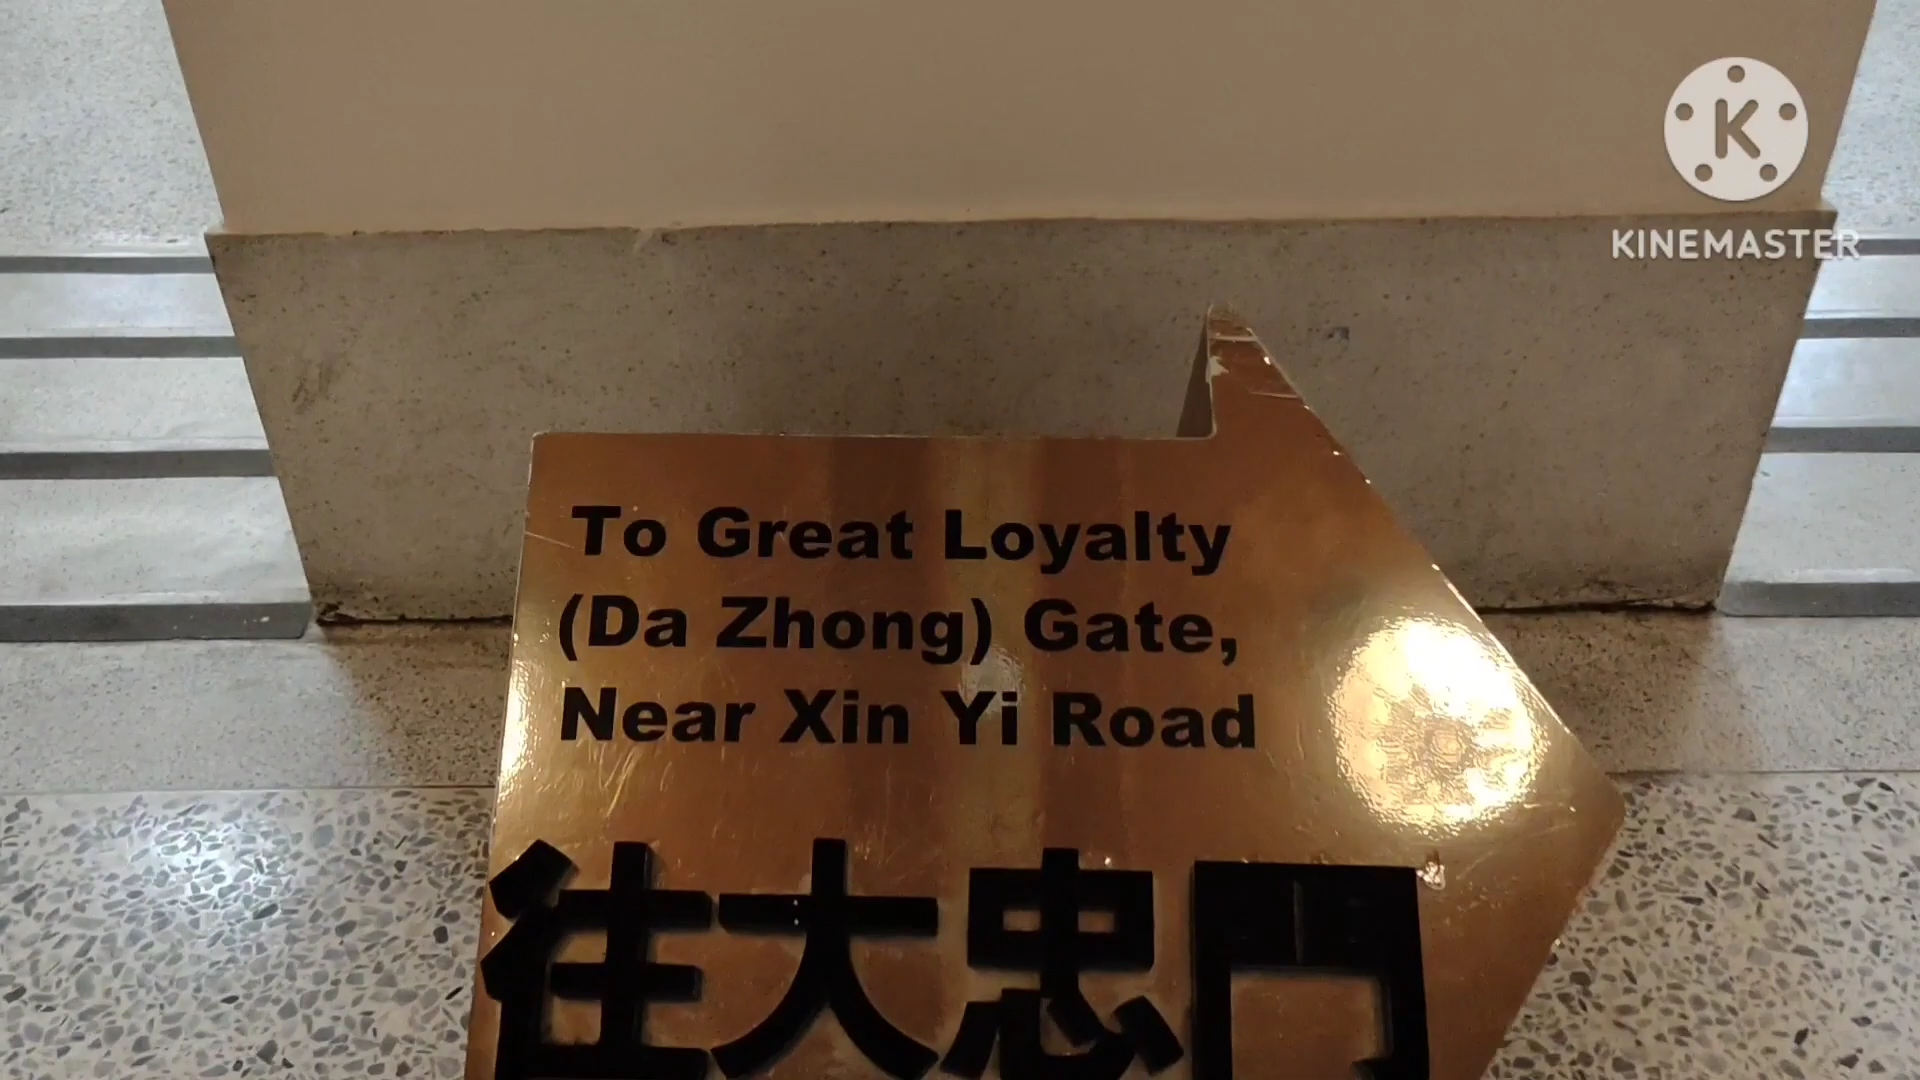 K
KINEMASTER
To Great Loyalty
(Da Zhong) Gate,
Near Xin Yi Road
往大忠門